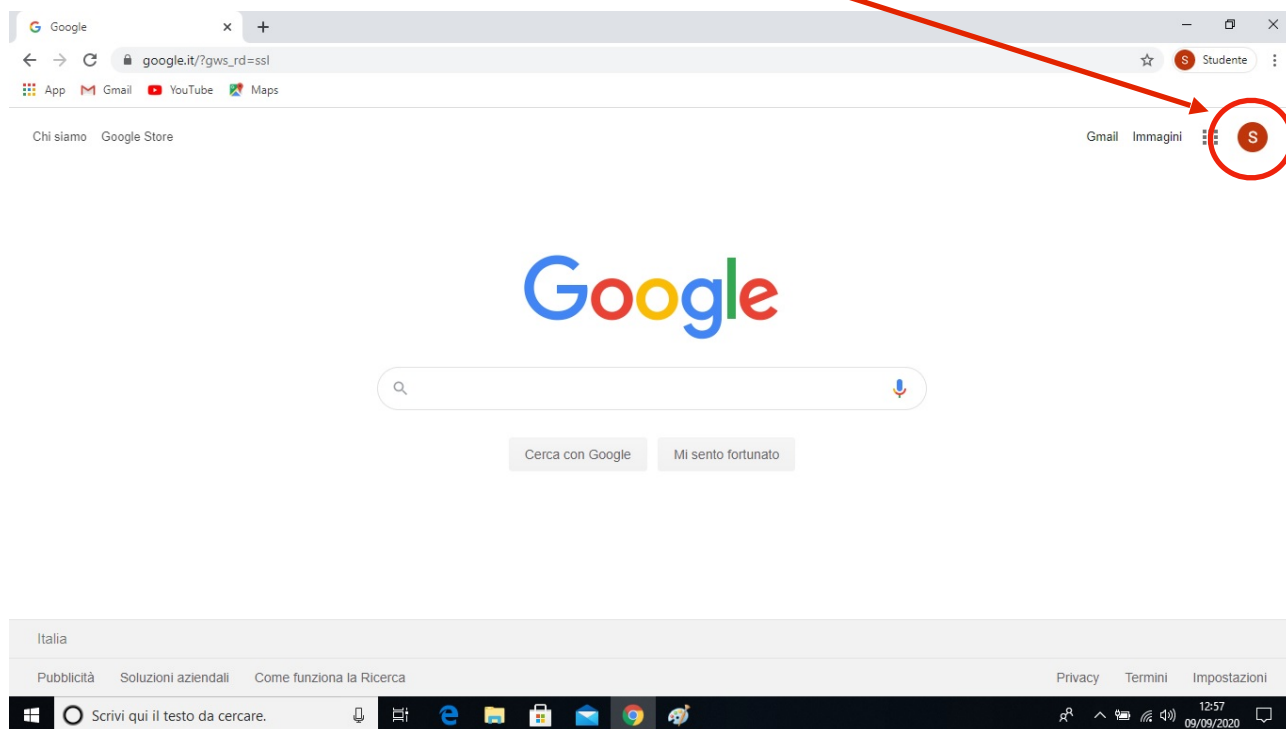 G Google
google.it/?gws_rd=ssl
S Studente
App Gmail YouTube Maps
Chi siamo Google Store
Gmail Immagini S
Google
Cerca con Google Mi sento fortunato
Italia
Pubblicità Soluzioni aziendali Come funziona la Ricerca
Privacy Termini Impostazioni
Scrivi qui il testo da cercare.
12:57
09/09/2020